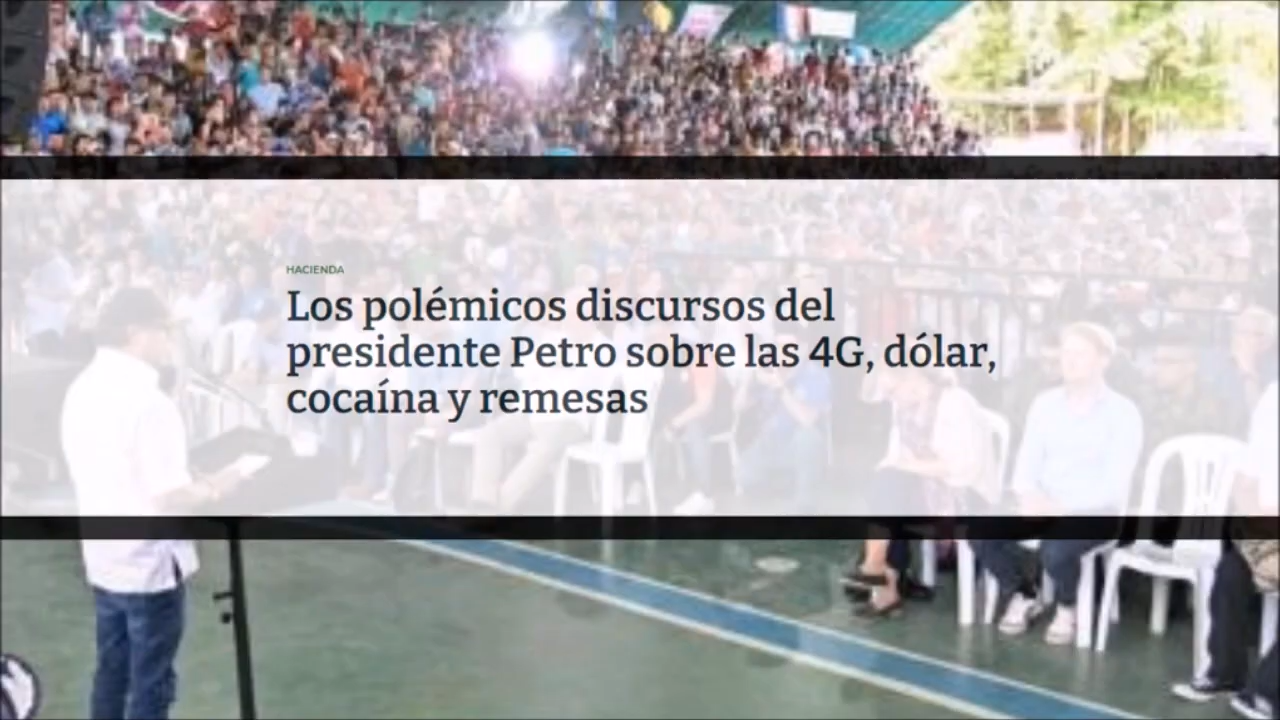 HACIENDA
Los polémicos discursos del
presidente Petro sobre las 4G, dólar,
cocaína y remesas